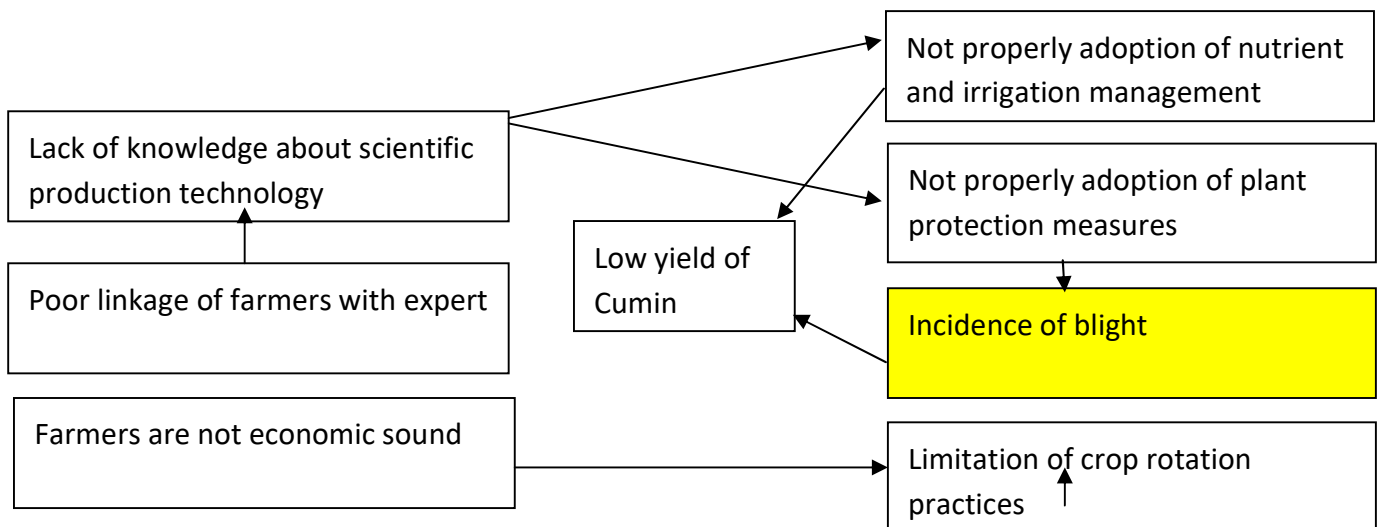 Not properly adoption of nutrient
and irrigation management
Lack of knowledge about scientific
production technology
Not properly adoption of plant
protection measures
Low yield of
Cumin
Poor linkage of farmers with expert
Incidence of blight
Farmers are not economic sound
Limitation of crop rotation
practices